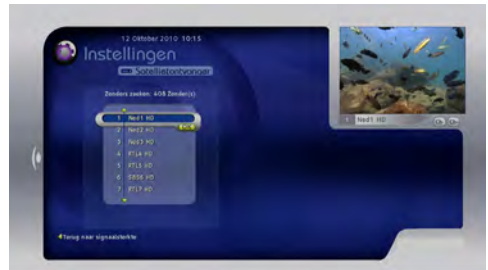 12 Oktober 2010 10:15
Instellingen
Satellietontvanger
Zenders zoeken: 408 Zender(s)
1 Ned1 HD
2 Ned2 HD
3 Ned3 HD
4 RTL4 HD
5 RTL5 HD
6 SBS6 HD
7 RTL7 HD
Terug naar signaalsterkte
1 Ned1 HD